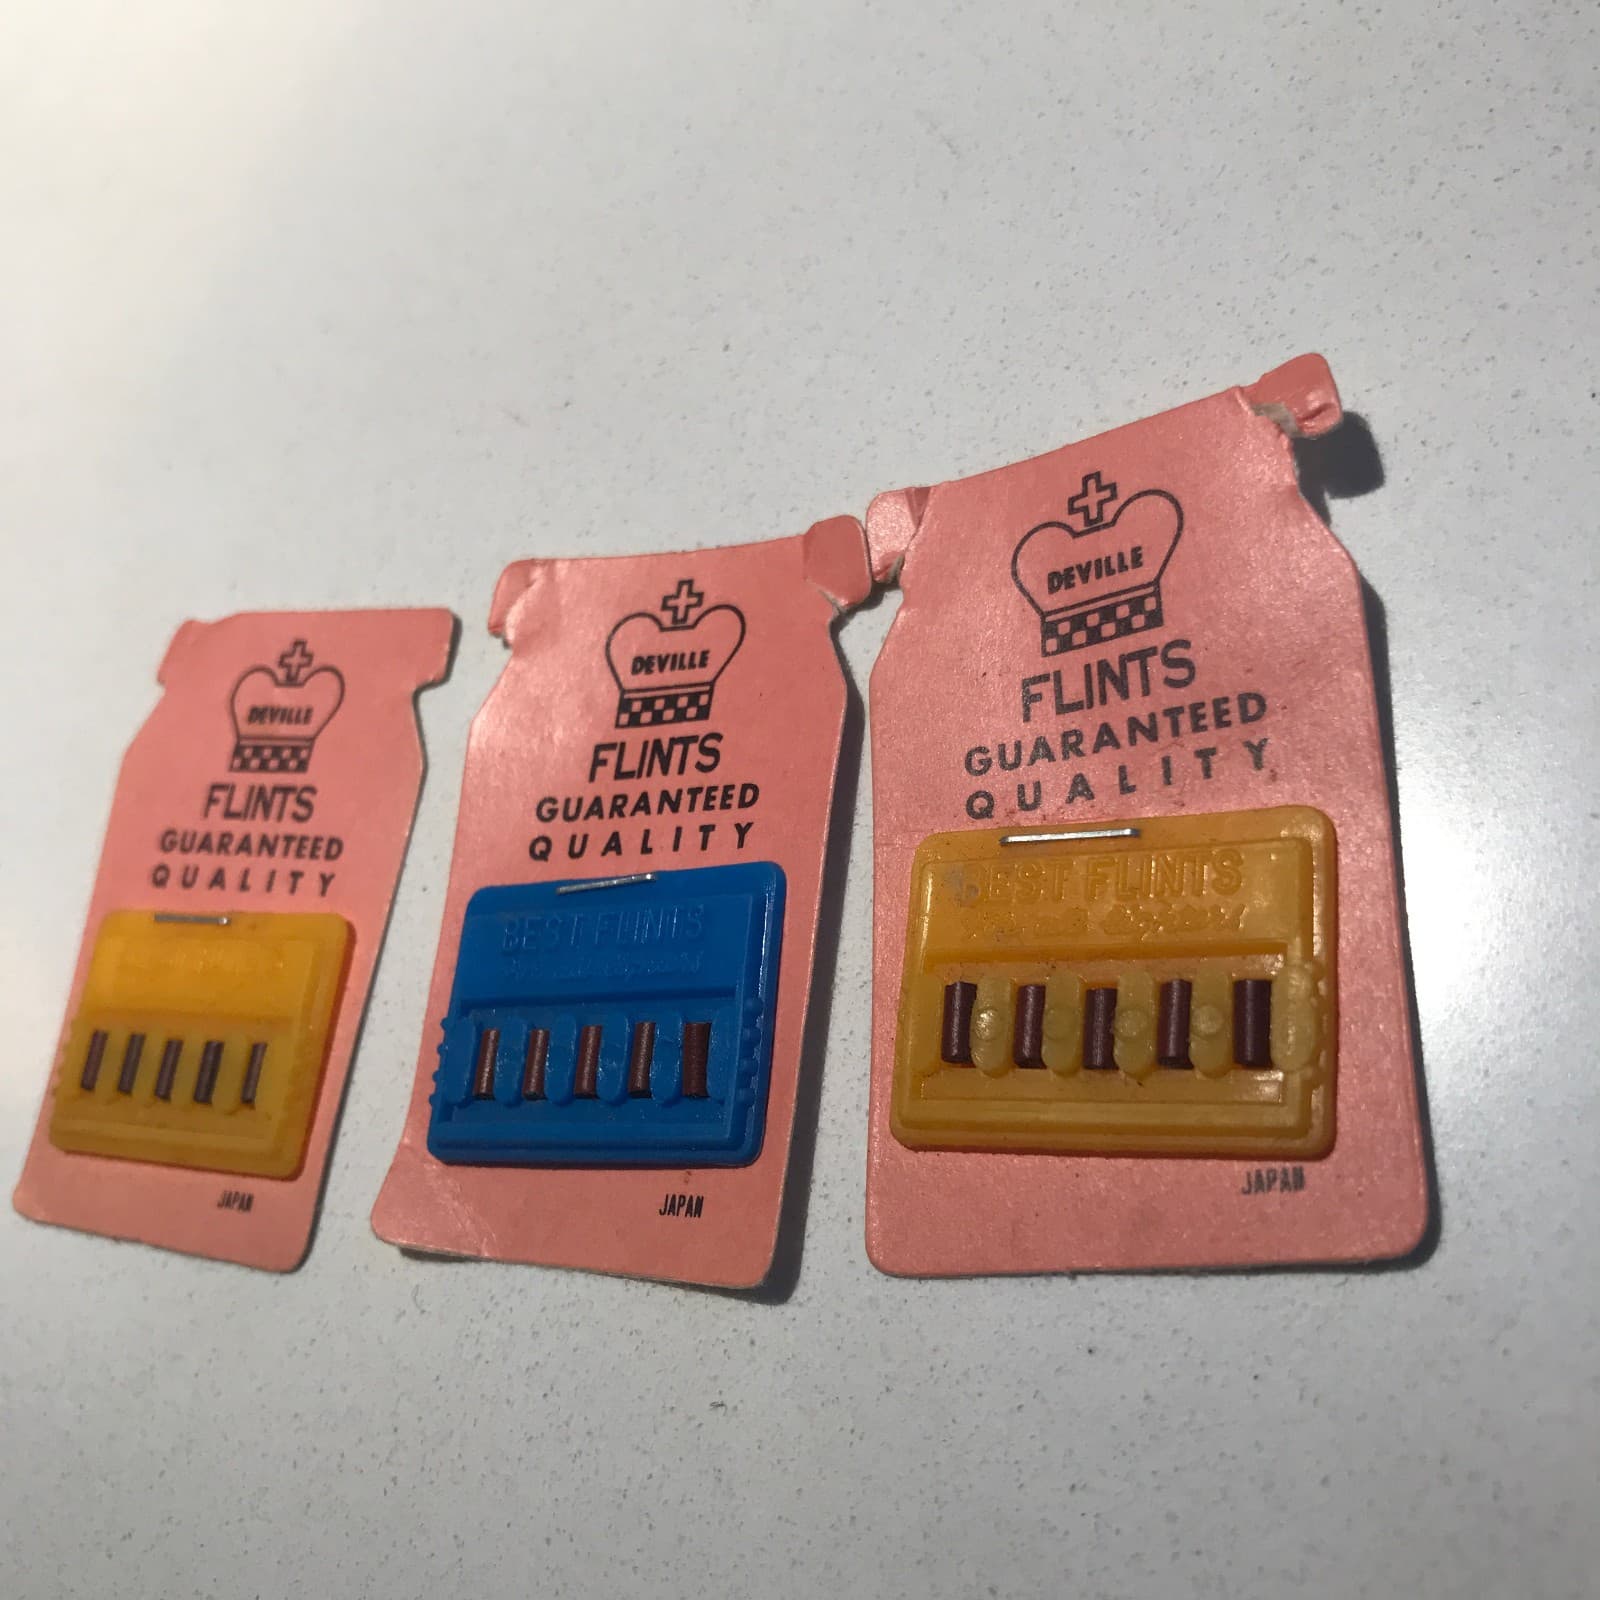 DEVILLE
FLINTS
GUARANTEED
QUALITY
JAPAN
DEVILLE
FLINTS
GUARANTEED
QUALITY
BEST FLINTS
JAPAN
DEVILLE
FLINTS
GUARANTEED
QUALITY
BEST FLINTS
JAPAN